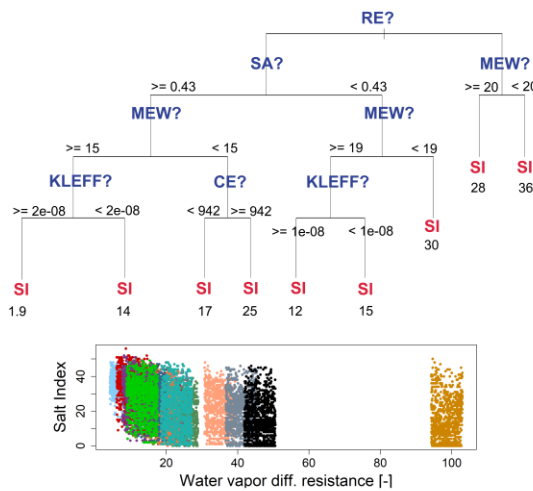 RE?
SA? MEW?
>= 0.43 < 0.43 >= 20 < 20
MEW? MEW?
>= 15 < 15 >= 19 < 19
SI SI
28 36
KLEFF? CE? KLEFF?
>= 2e-08 < 2e-08 < 942 >= 942 >= 1e-08 < 1e-08
SI
30
SI SI SI SI SI SI
1.9 14 17 25 12 15
Salt Index
40
20
0
20 40 60 80 100
Water vapor diff. resistance [-]